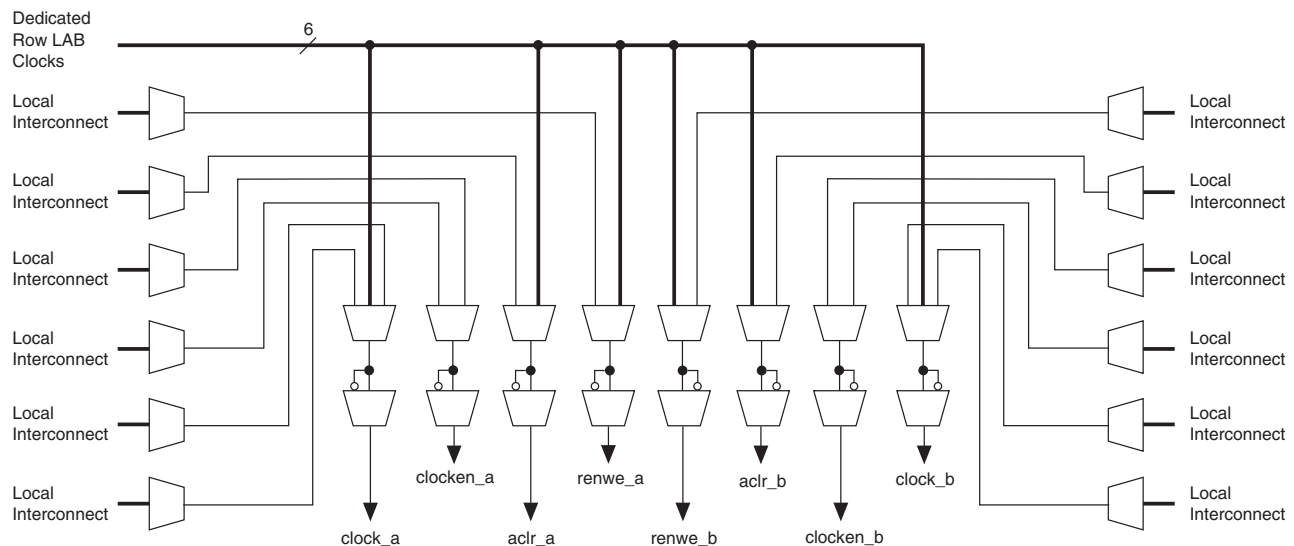 Dedicated
Row LAB
Clocks
6
Local
Interconnect
Local
Interconnect
Local
Interconnect
Local
Interconnect
Local
Interconnect
Local
Interconnect
Local
Interconnect
Local
Interconnect
Local
Interconnect
Local
Interconnect
Local
Interconnect
Local
Interconnect
clocken_a
renwe_a
aclr_b
clock_b
clock_a
aclr_a
renwe_b
clocken_b